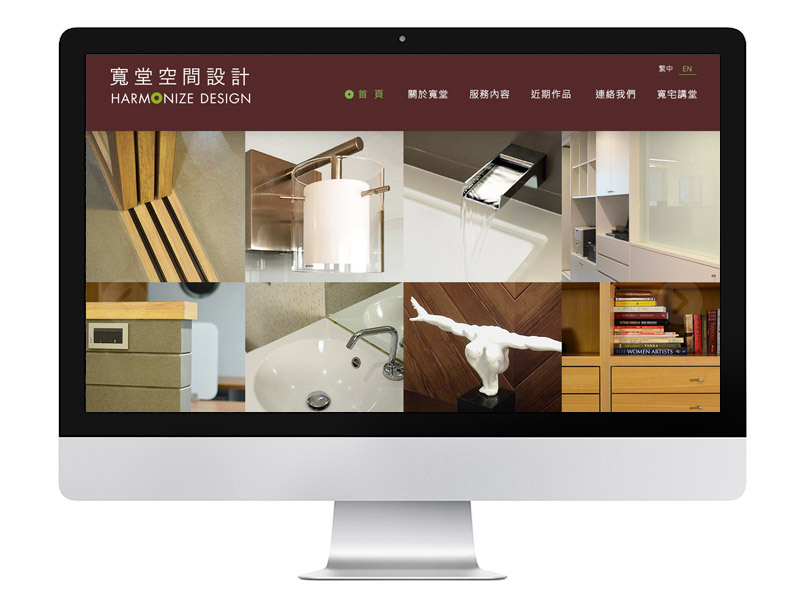 寬堂空間設計
HARMONIZE DESIGN
繁中 EN
首 頁 關於寬堂 服務內容 近期作品 連絡我們 寬宅講堂
WOMEN ARTISTS